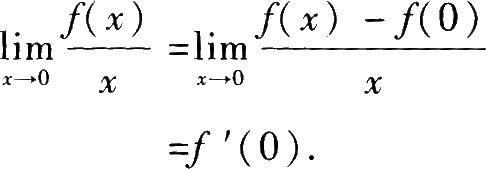 lim_{x→0} f(x)/x = lim_{x→0} (f(x) − f(0))/x
= f ′(0).